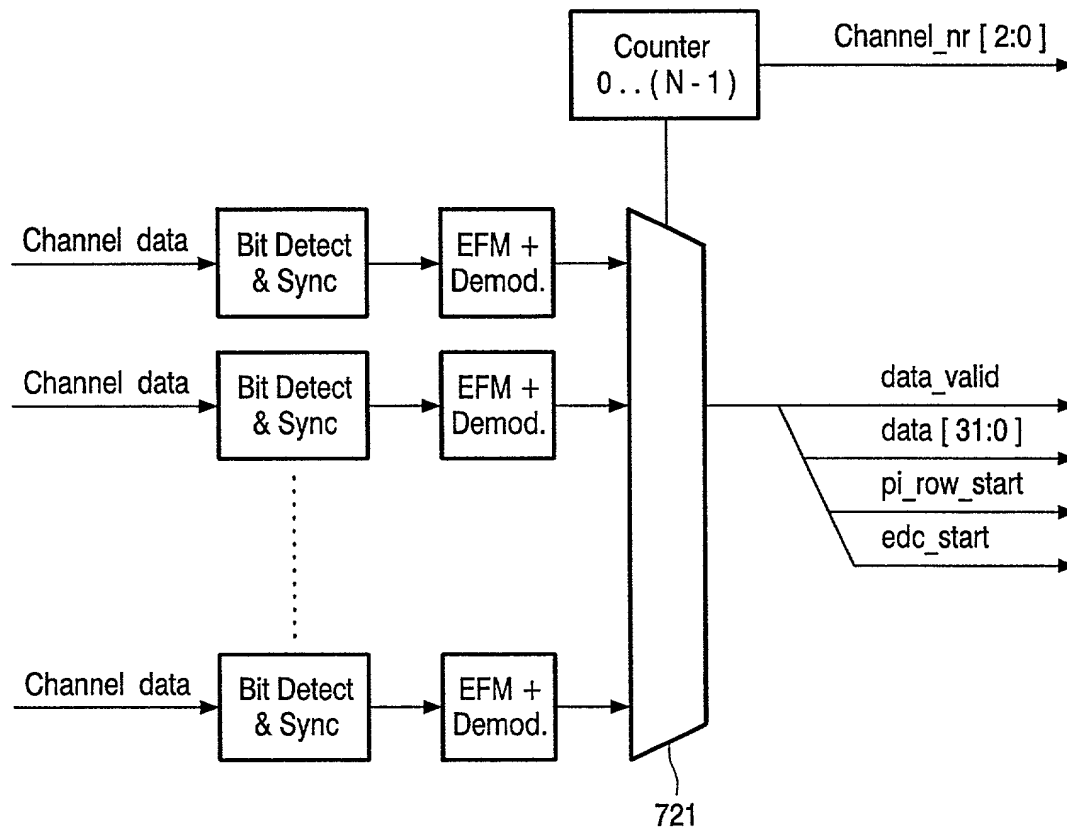 Counter
0 . . ( N - 1 )
Channel_nr [ 2:0 ]
Channel data
Bit Detect
& Sync
EFM +
Demod.
Channel data
Bit Detect
& Sync
EFM +
Demod.
data_valid
data [ 31:0 ]
pi_row_start
edc_start
Channel data
Bit Detect
& Sync
EFM +
Demod.
721